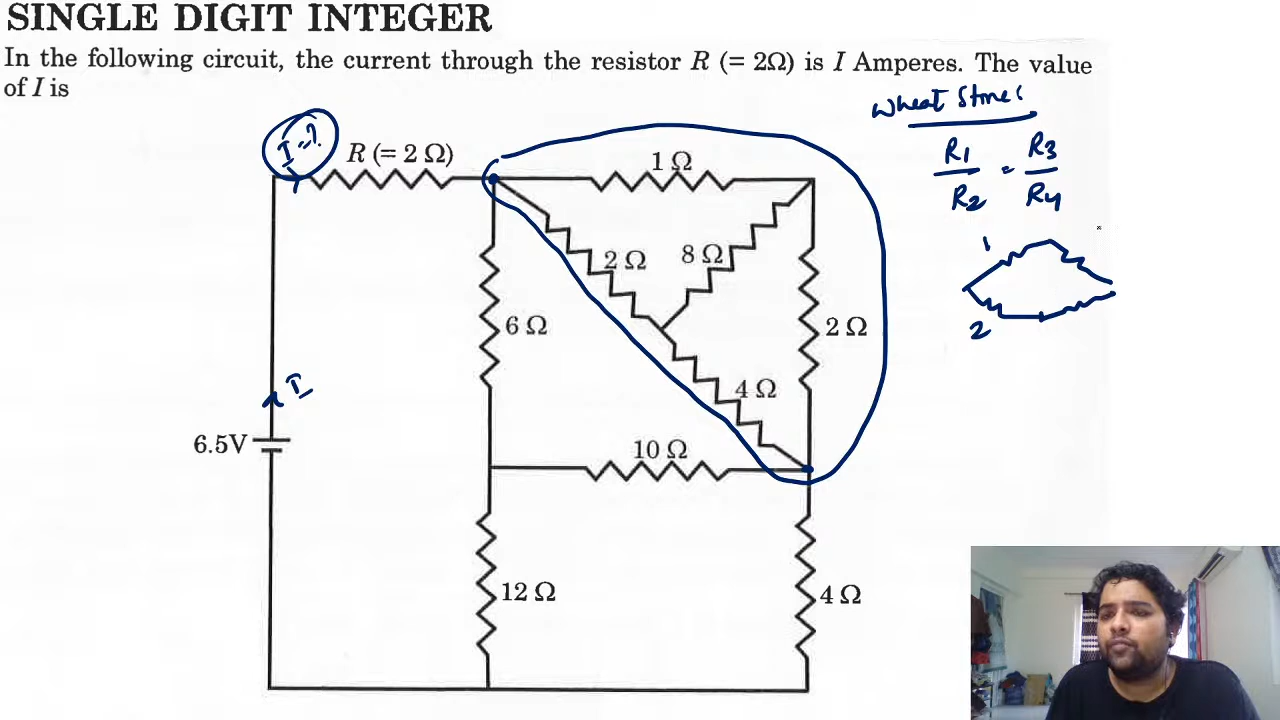 SINGLE DIGIT INTEGER
In the following circuit, the current through the resistor R (= 2Ω) is I Amperes. The value
of I is
Wheat Stone
I = ?
R (= 2 Ω)
1 Ω
R1 = R3
R2 R4
2 Ω
8 Ω
1
6 Ω
2 Ω
2
I
4 Ω
6.5V
10 Ω
12 Ω
4 Ω